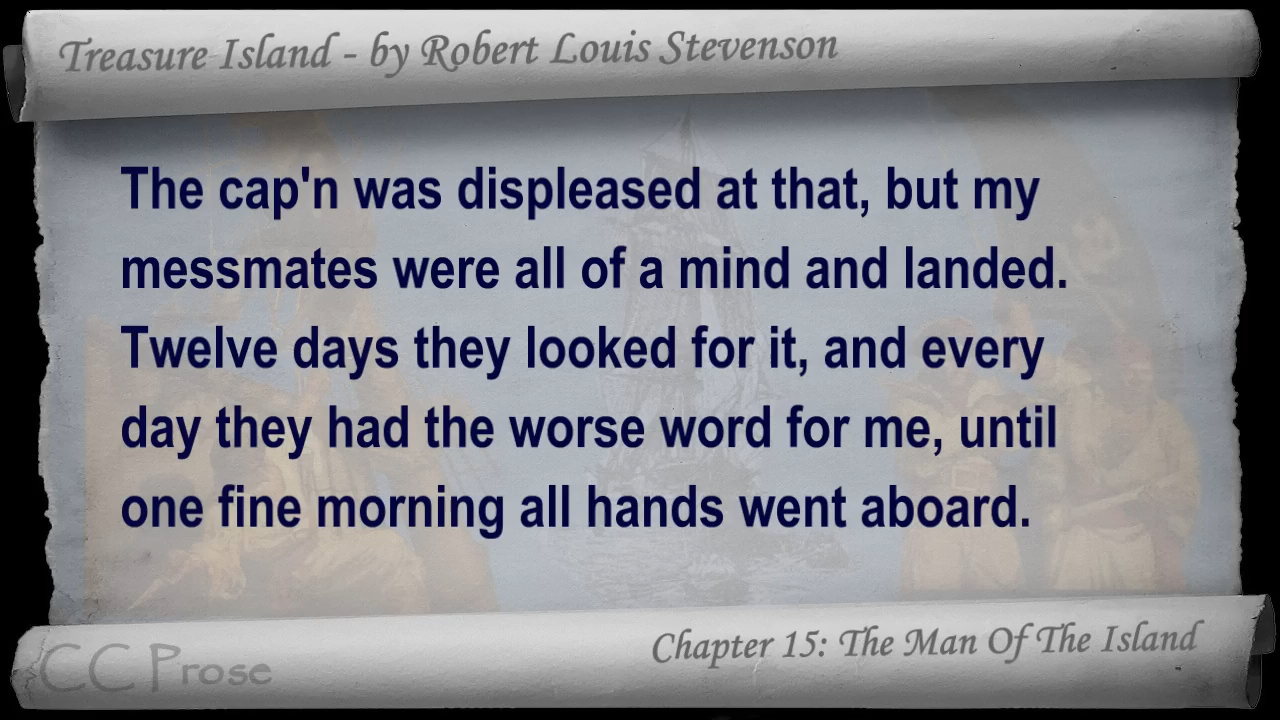 Treasure Island - by Robert Louis Stevenson
The cap'n was displeased at that, but my
messmates were all of a mind and landed.
Twelve days they looked for it, and every
day they had the worse word for me, until
one fine morning all hands went aboard.
Chapter 15: The Man Of The Island
CC Prose